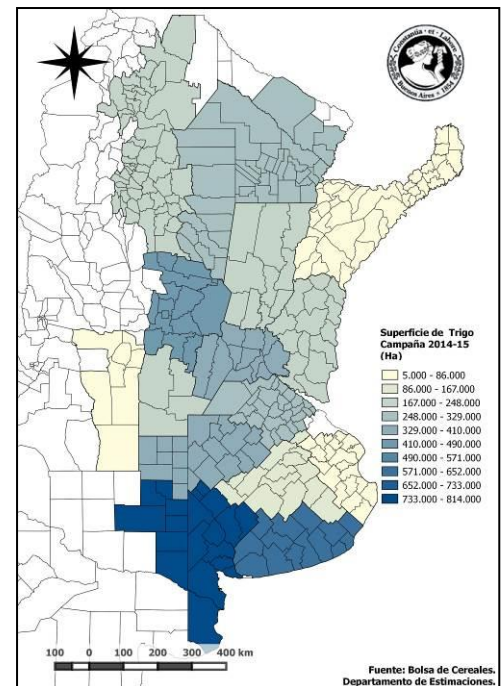 Constantia et Labore
Buenos Aires • 1854
Superficie de Trigo
Campaña 2014-15
(Ha)
5.000 - 86.000
86.000 - 167.000
167.000 - 248.000
248.000 - 329.000
329.000 - 410.000
410.000 - 490.000
490.000 - 571.000
571.000 - 652.000
652.000 - 733.000
733.000 - 814.000
100 0 100 200 300 400 km
Fuente: Bolsa de Cereales.
Departamento de Estimaciones.